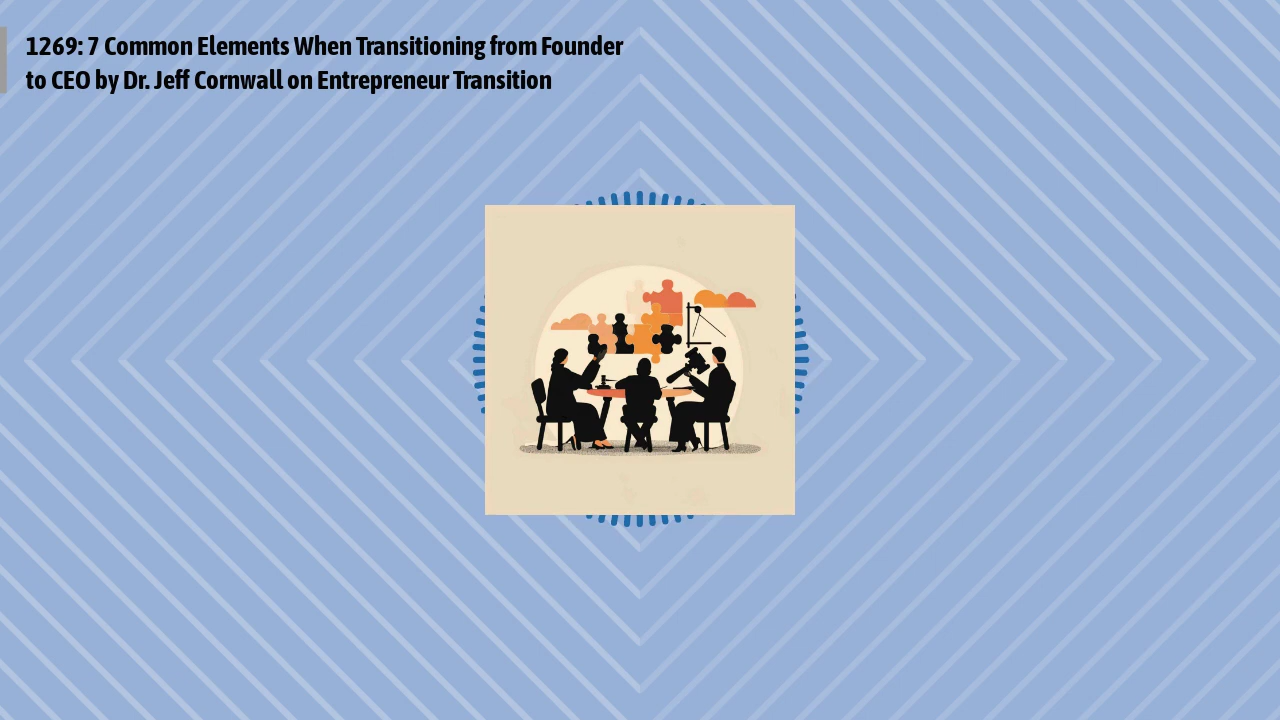 1269: 7 Common Elements When Transitioning from Founder
to CEO by Dr. Jeff Cornwall on Entrepreneur Transition